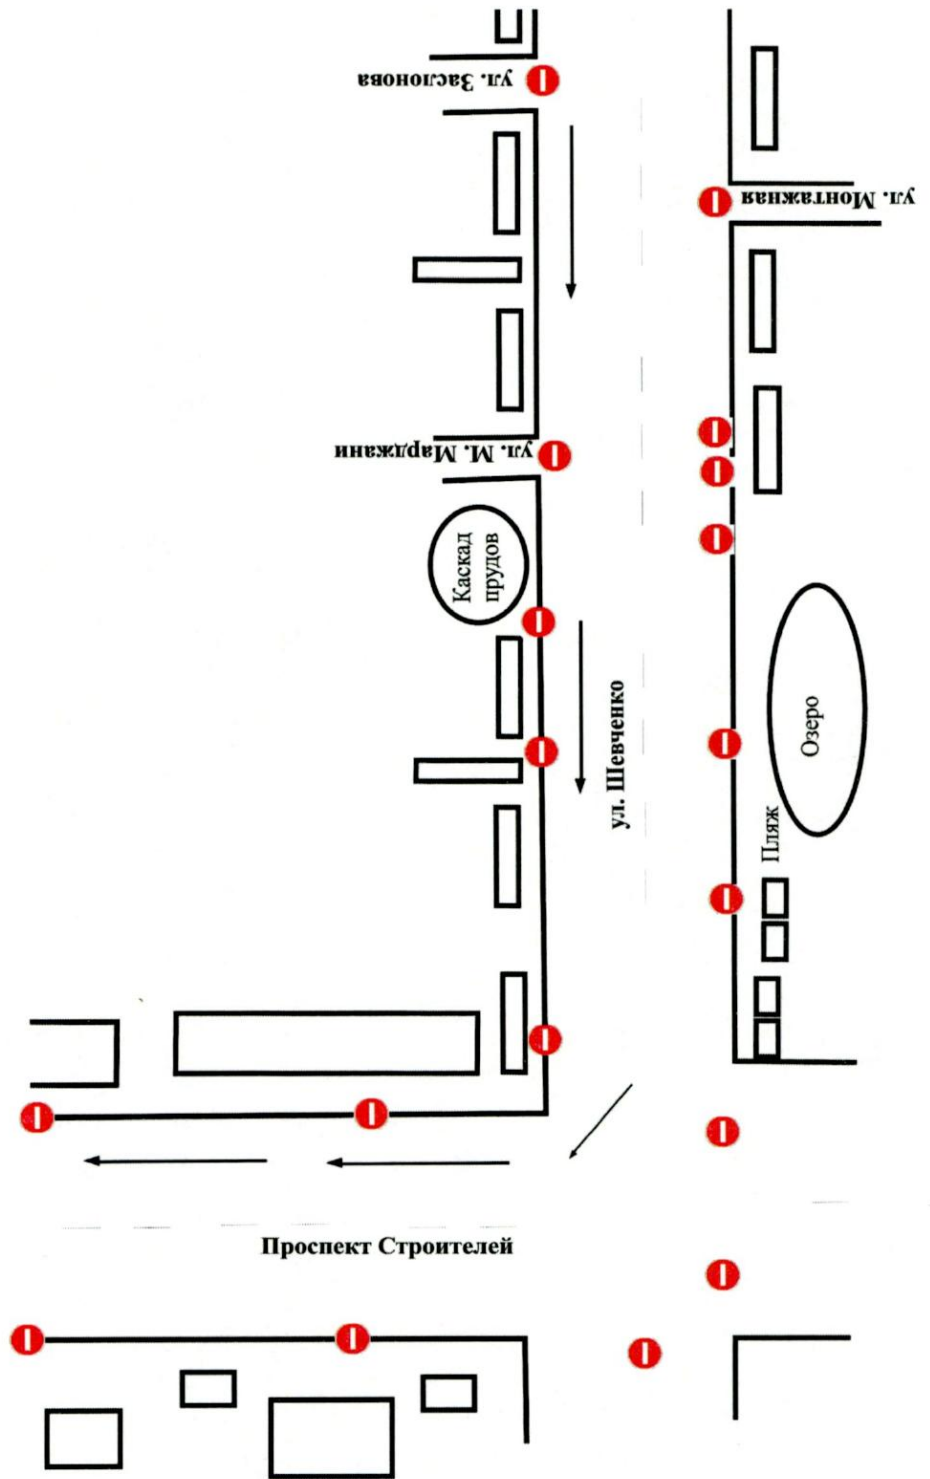 ул. Заслонова
ул. Монтажная
ул. М. Марджани
Каскад
прудов
ул. Шевченко
Озеро
Пляж
Проспект Строителей